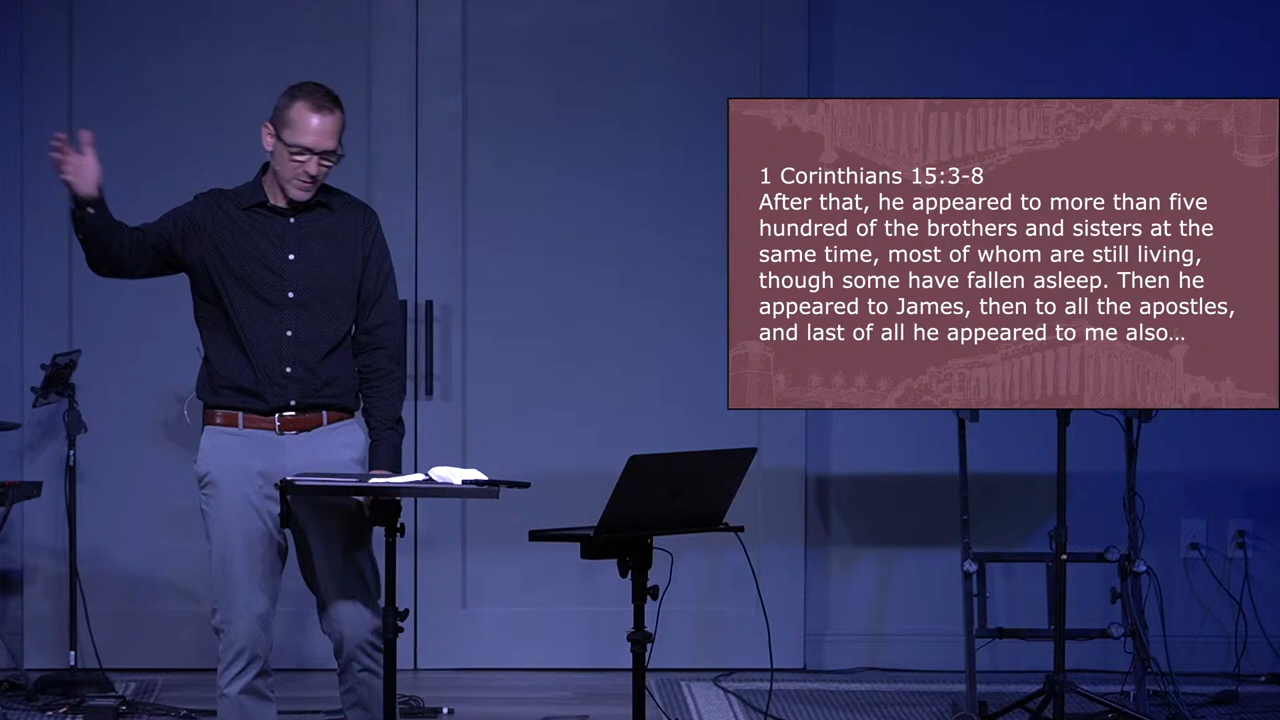 1 Corinthians 15:3-8
After that, he appeared to more than five
hundred of the brothers and sisters at the
same time, most of whom are still living,
though some have fallen asleep. Then he
appeared to James, then to all the apostles,
and last of all he appeared to me also…